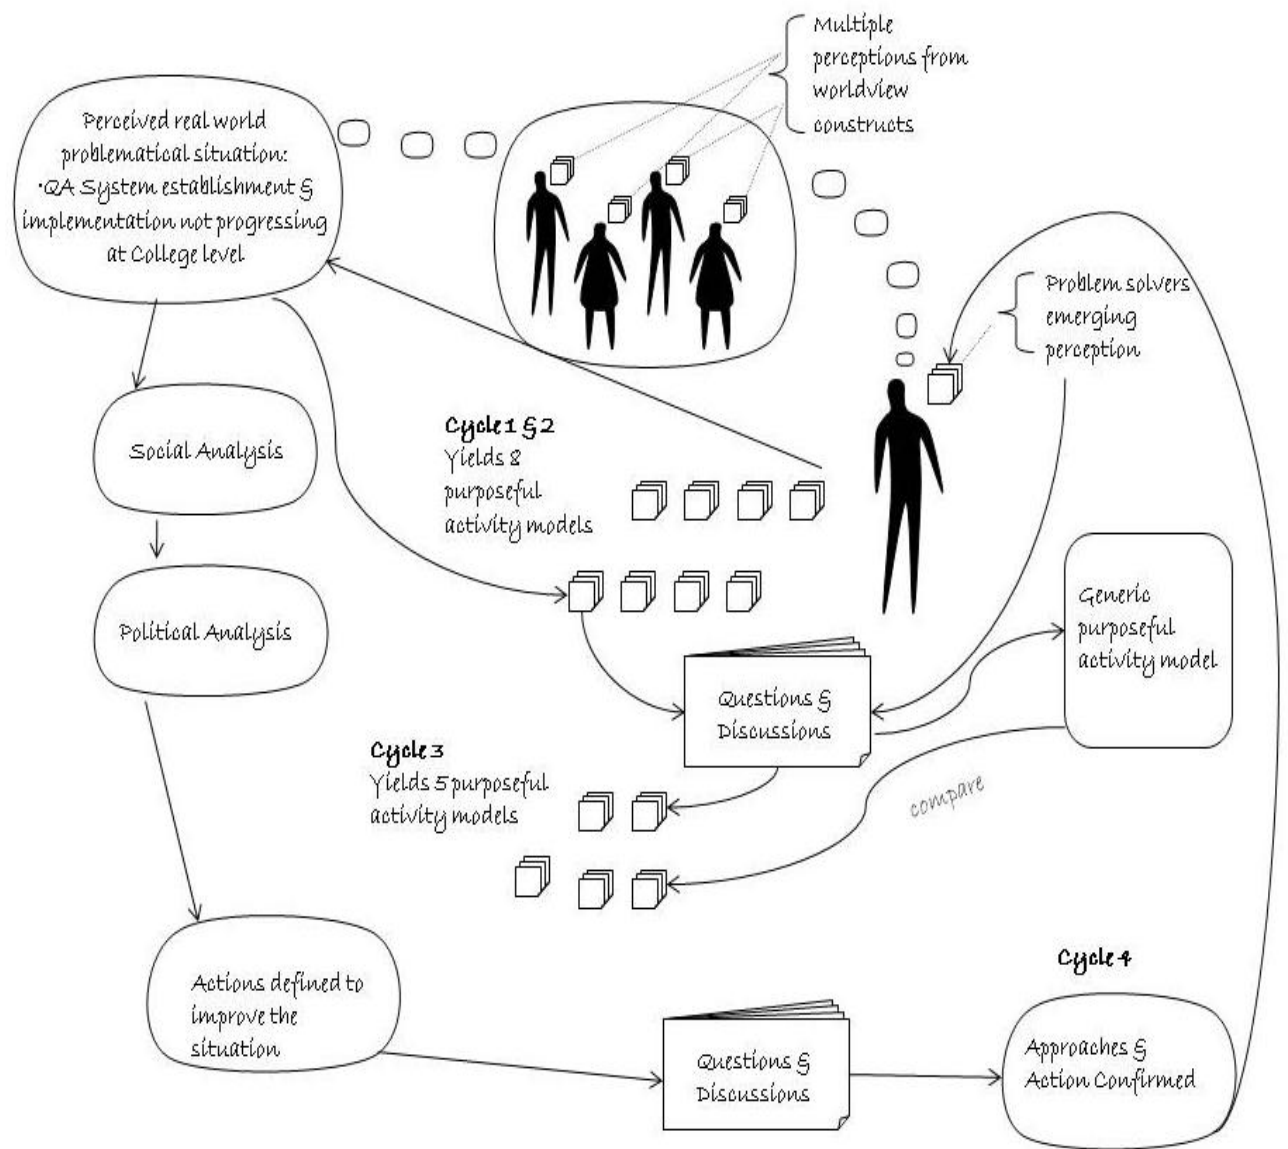 Multiple
perceptions from
worldview
constructs
Perceived real world
problematical situation:
•QA System establishment &
implementation not progressing
at College level
Problem solvers
emerging
perception
Social Analysis
Cycle 1 & 2
Yields 8
purposeful
activity models
Political Analysis
Generic
purposeful
activity model
Questions &
Discussions
Cycle 3
Yields 5 purposeful
activity models
compare
Actions defined to
improve the
situation
Questions &
Discussions
Cycle 4
Approaches &
Action Confirmed